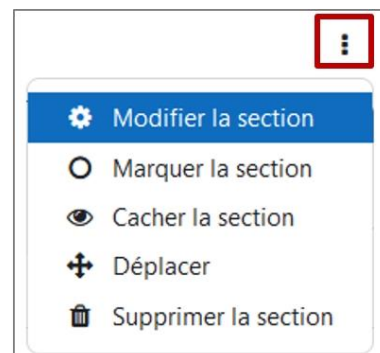 Modifier la section
Marquer la section
Cacher la section
Déplacer
Supprimer la section